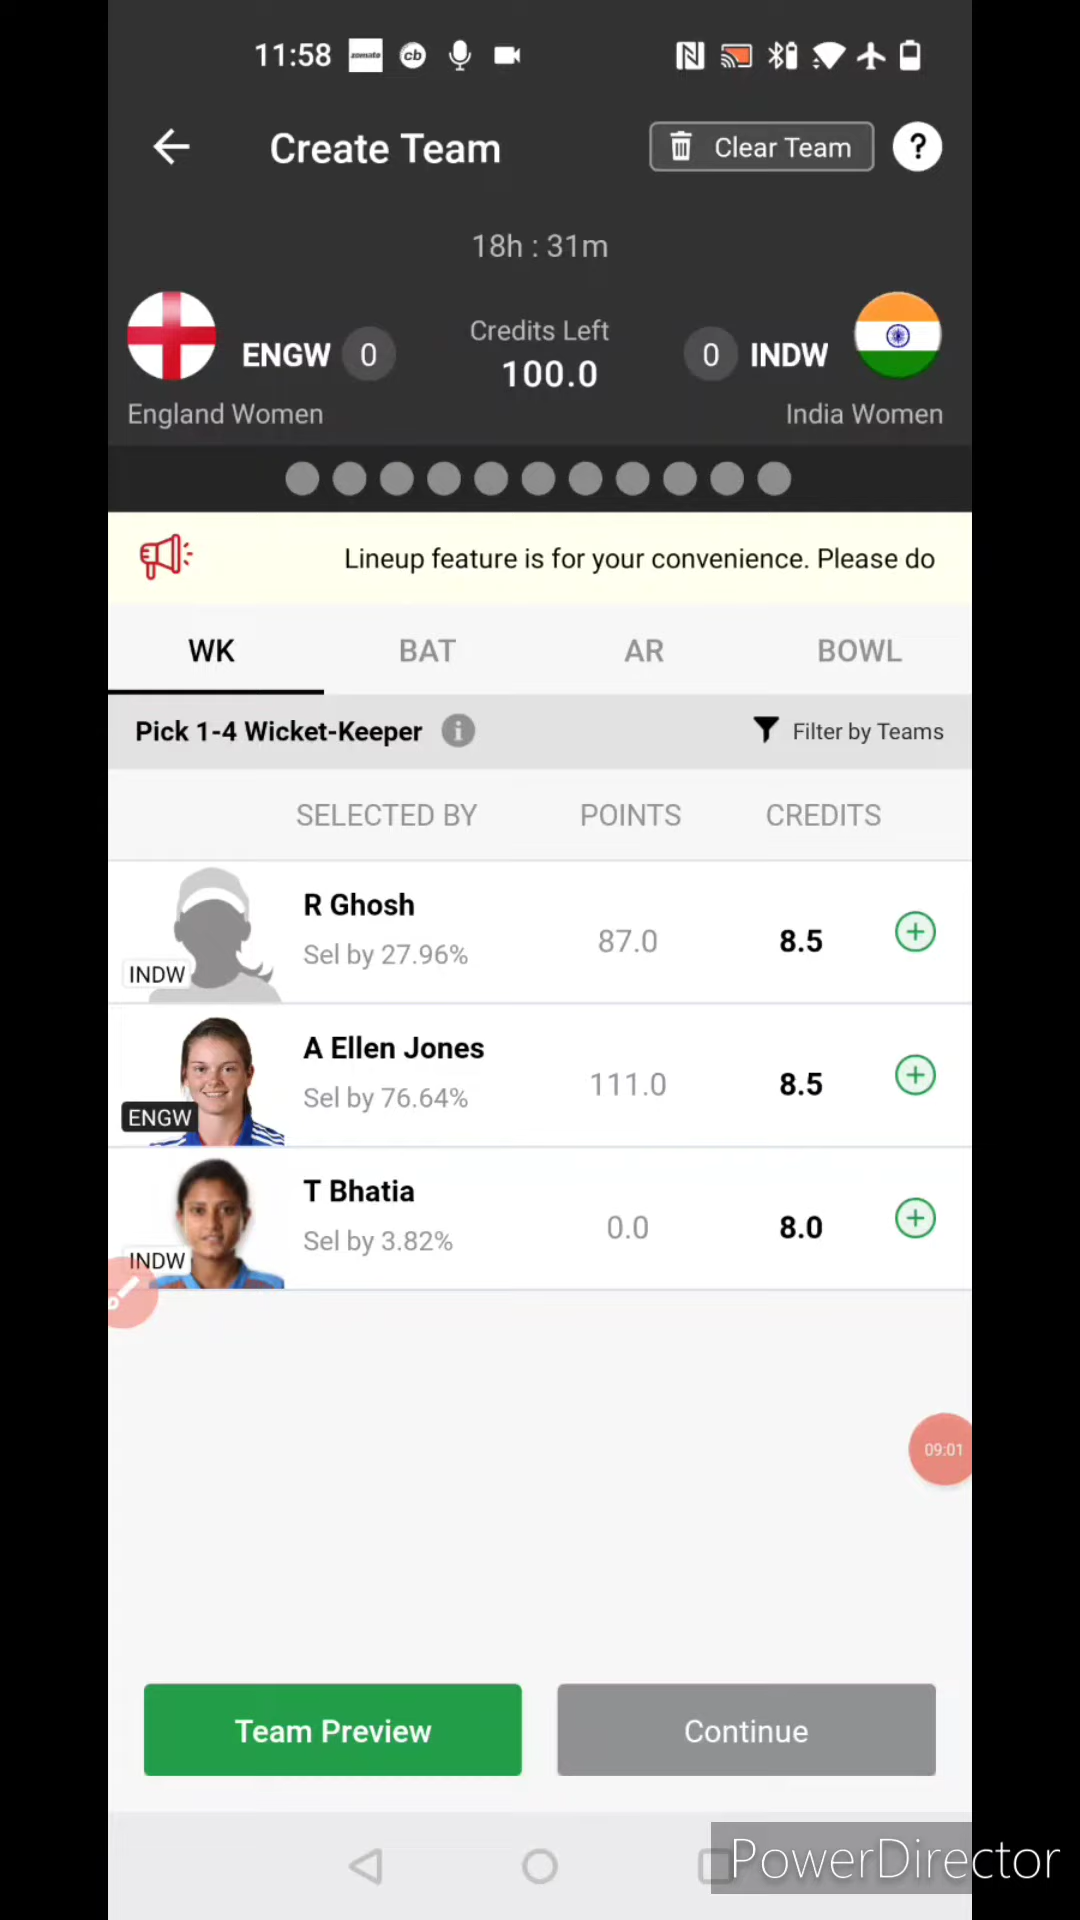 11:58 zomato cb
Create Team Clear Team ?
18h : 31m
ENGW 0 Credits Left 0 INDW
100.0
England Women India Women
Lineup feature is for your convenience. Please do
WK BAT AR BOWL
Pick 1-4 Wicket-Keeper i Filter by Teams
SELECTED BY POINTS CREDITS
R Ghosh
Sel by 27.96% 87.0 8.5
INDW
A Ellen Jones
Sel by 76.64% 111.0 8.5
ENGW
T Bhatia
Sel by 3.82% 0.0 8.0
INDW
09:01
Team Preview Continue
PowerDirector